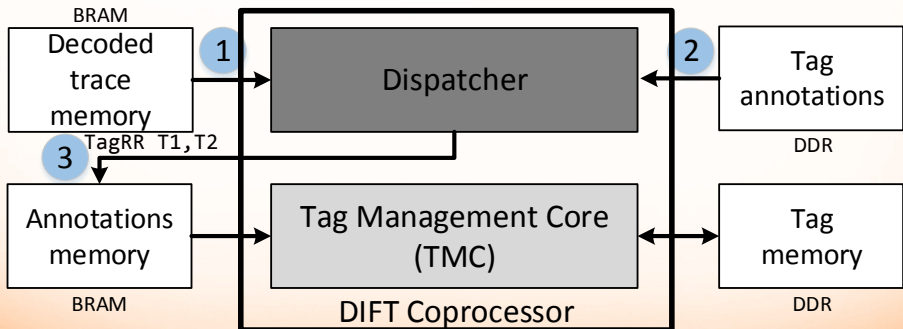 BRAM
Decoded
trace
memory
1
Dispatcher
2
Tag
annotations
DDR
TagRR T1,T2
3
Annotations
memory
BRAM
Tag Management Core
(TMC)
Tag
memory
DDR
DIFT Coprocessor